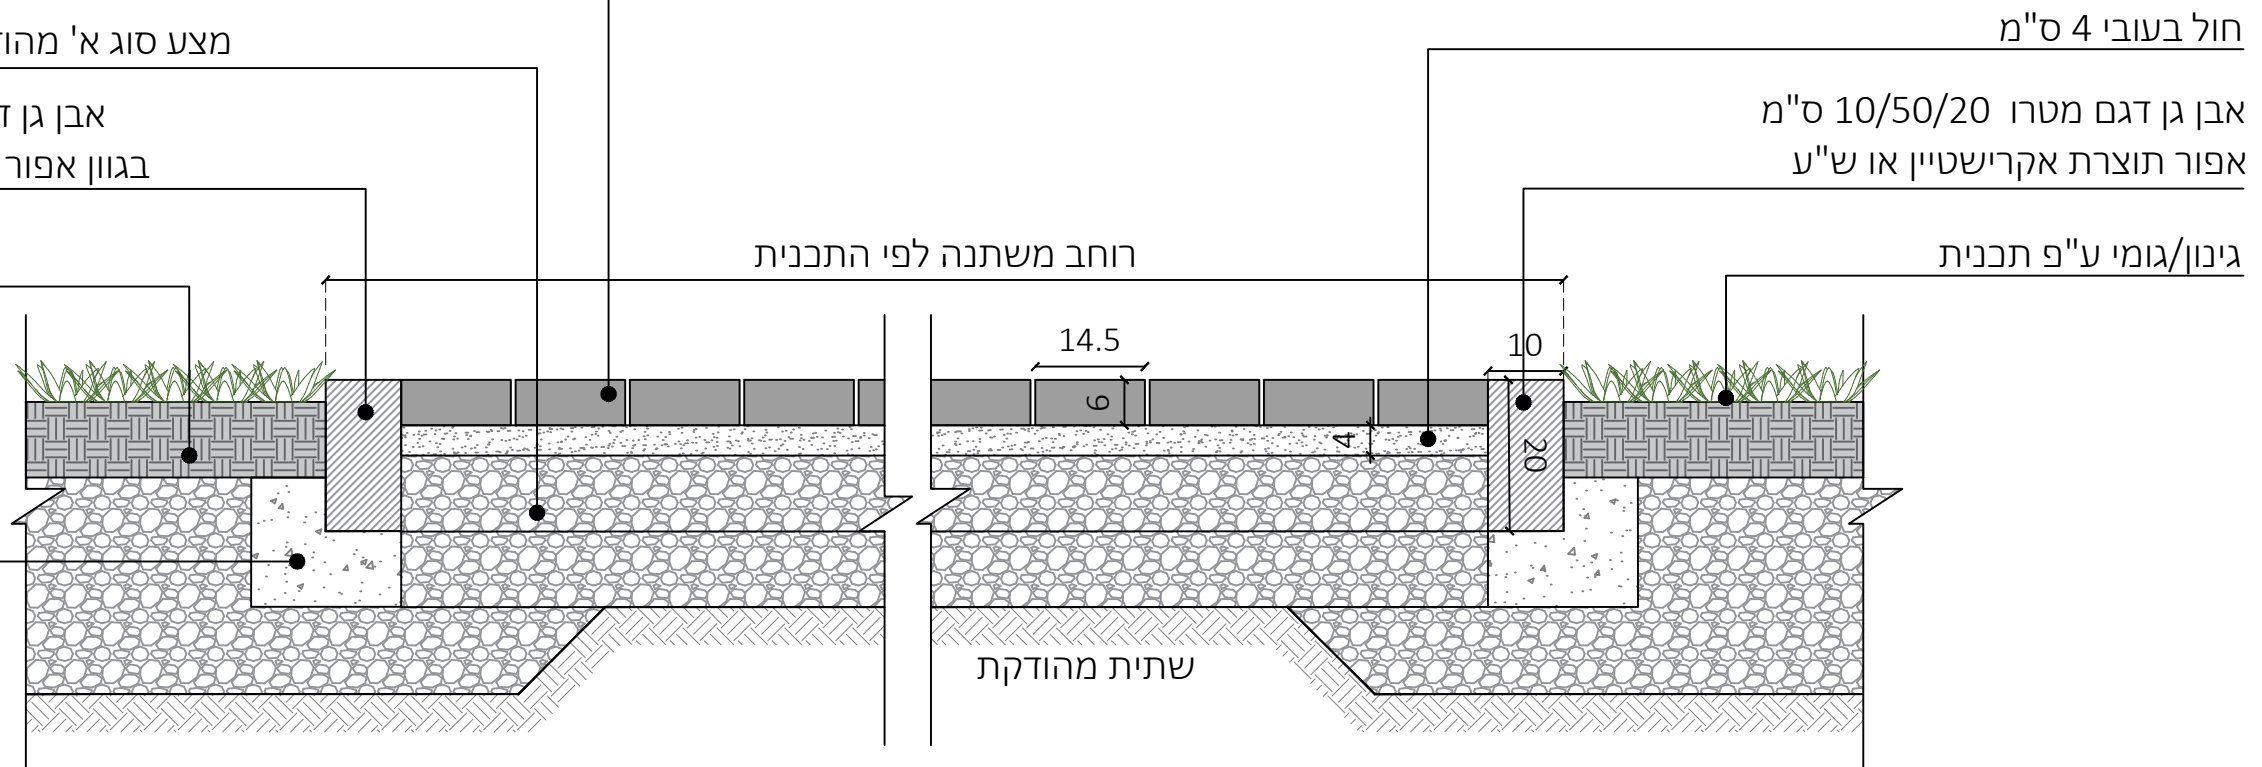 חול בעובי 4 ס"מ
אבן גן דגם מטרו 10/50/20 ס"מ
אפור תוצרת אקרישטיין או ש"ע
גינון/גומי ע"פ תכנית
מצע סוג א'
אבן גן
בגוון אפור
רוחב משתנה לפי התכנית
14.5
10
6
4
20
שתית מהודקת